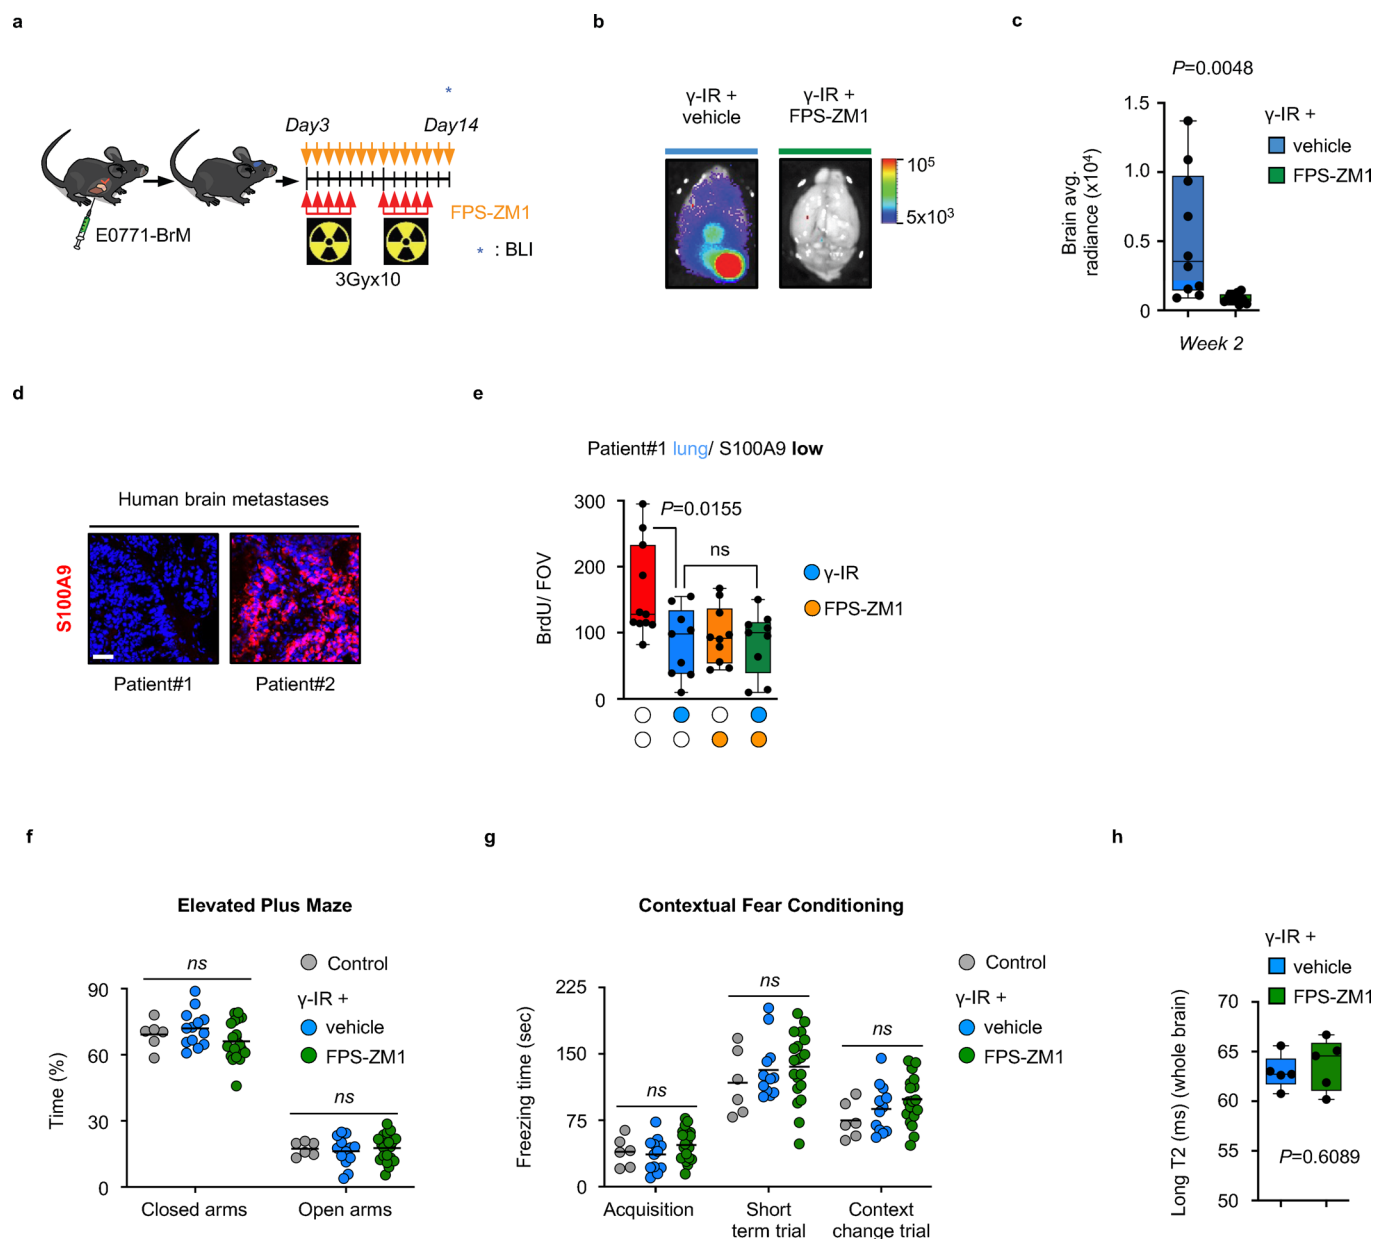 a
Day3
*
Day14
E0771-BrM
FPS-ZM1
* : BLI
3Gyx10
b
γ-IR +
vehicle
γ-IR +
FPS-ZM1
10⁵
5x10³
c
P=0.0048
Brain avg.
radiance (x10⁴)
1.5
1.0
0.5
0
Week 2
γ-IR +
vehicle
FPS-ZM1
d
Human brain metastases
S100A9
Patient#1
Patient#2
e
Patient#1 lung/ S100A9 low
BrdU/ FOV
300
200
100
0
P=0.0155
ns
γ-IR
FPS-ZM1
f
Elevated Plus Maze
Time (%)
90
60
30
0
ns
ns
Control
γ-IR +
vehicle
FPS-ZM1
Closed arms
Open arms
g
Contextual Fear Conditioning
Freezing time (sec)
225
150
75
0
ns
ns
ns
Control
γ-IR +
vehicle
FPS-ZM1
Acquisition
Short
term trial
Context
change trial
h
γ-IR +
vehicle
FPS-ZM1
Long T2 (ms) (whole brain)
70
65
60
55
50
P=0.6089